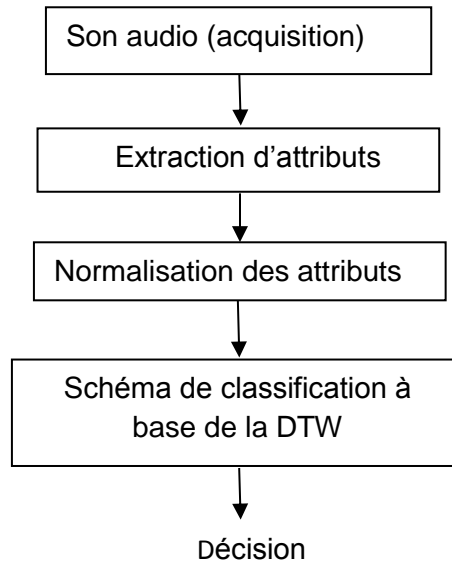 Son audio (acquisition)
Extraction d’attributs
Normalisation des attributs
Schéma de classification à
base de la DTW
Décision